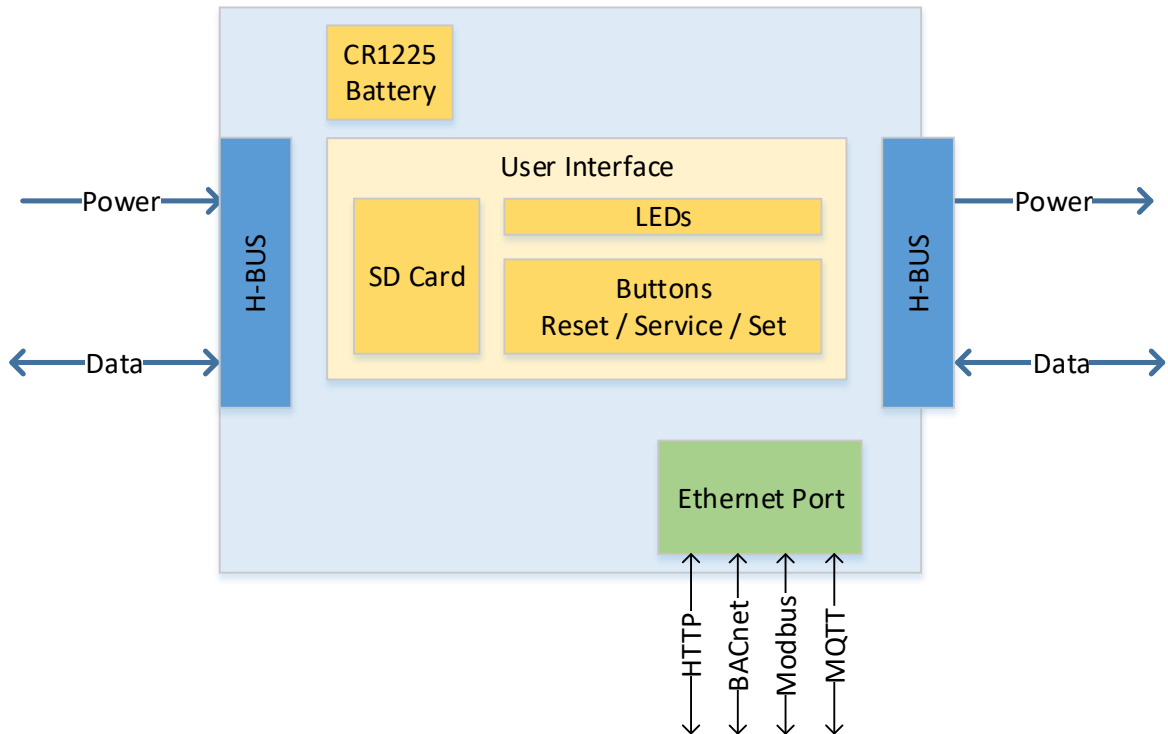 CR1225
Battery
User Interface
Power
Power
LEDs
H-BUS
SD Card
H-BUS
Buttons
Reset / Service / Set
Data
Data
Ethernet Port
HTTP
BACnet
Modbus
MQTT